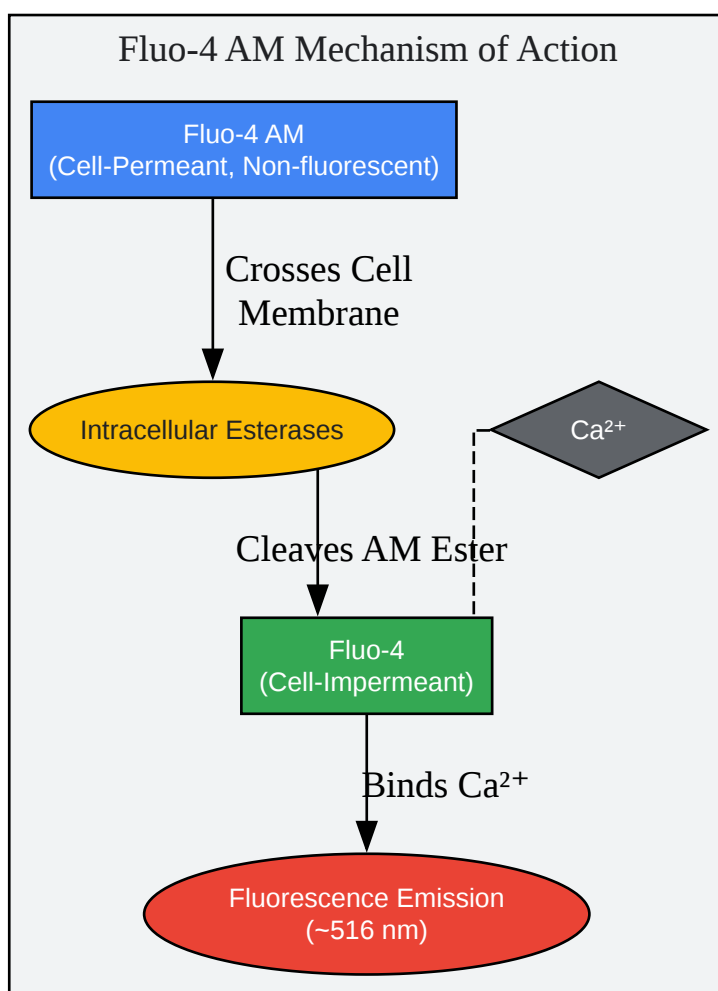 Fluo-4 AM Mechanism of Action
Fluo-4 AM
(Cell-Permeant, Non-fluorescent)
Crosses Cell
Membrane
Intracellular Esterases
Ca²⁺
Cleaves AM Ester
Fluo-4
(Cell-Impermeant)
Binds Ca²⁺
Fluorescence Emission
(~516 nm)